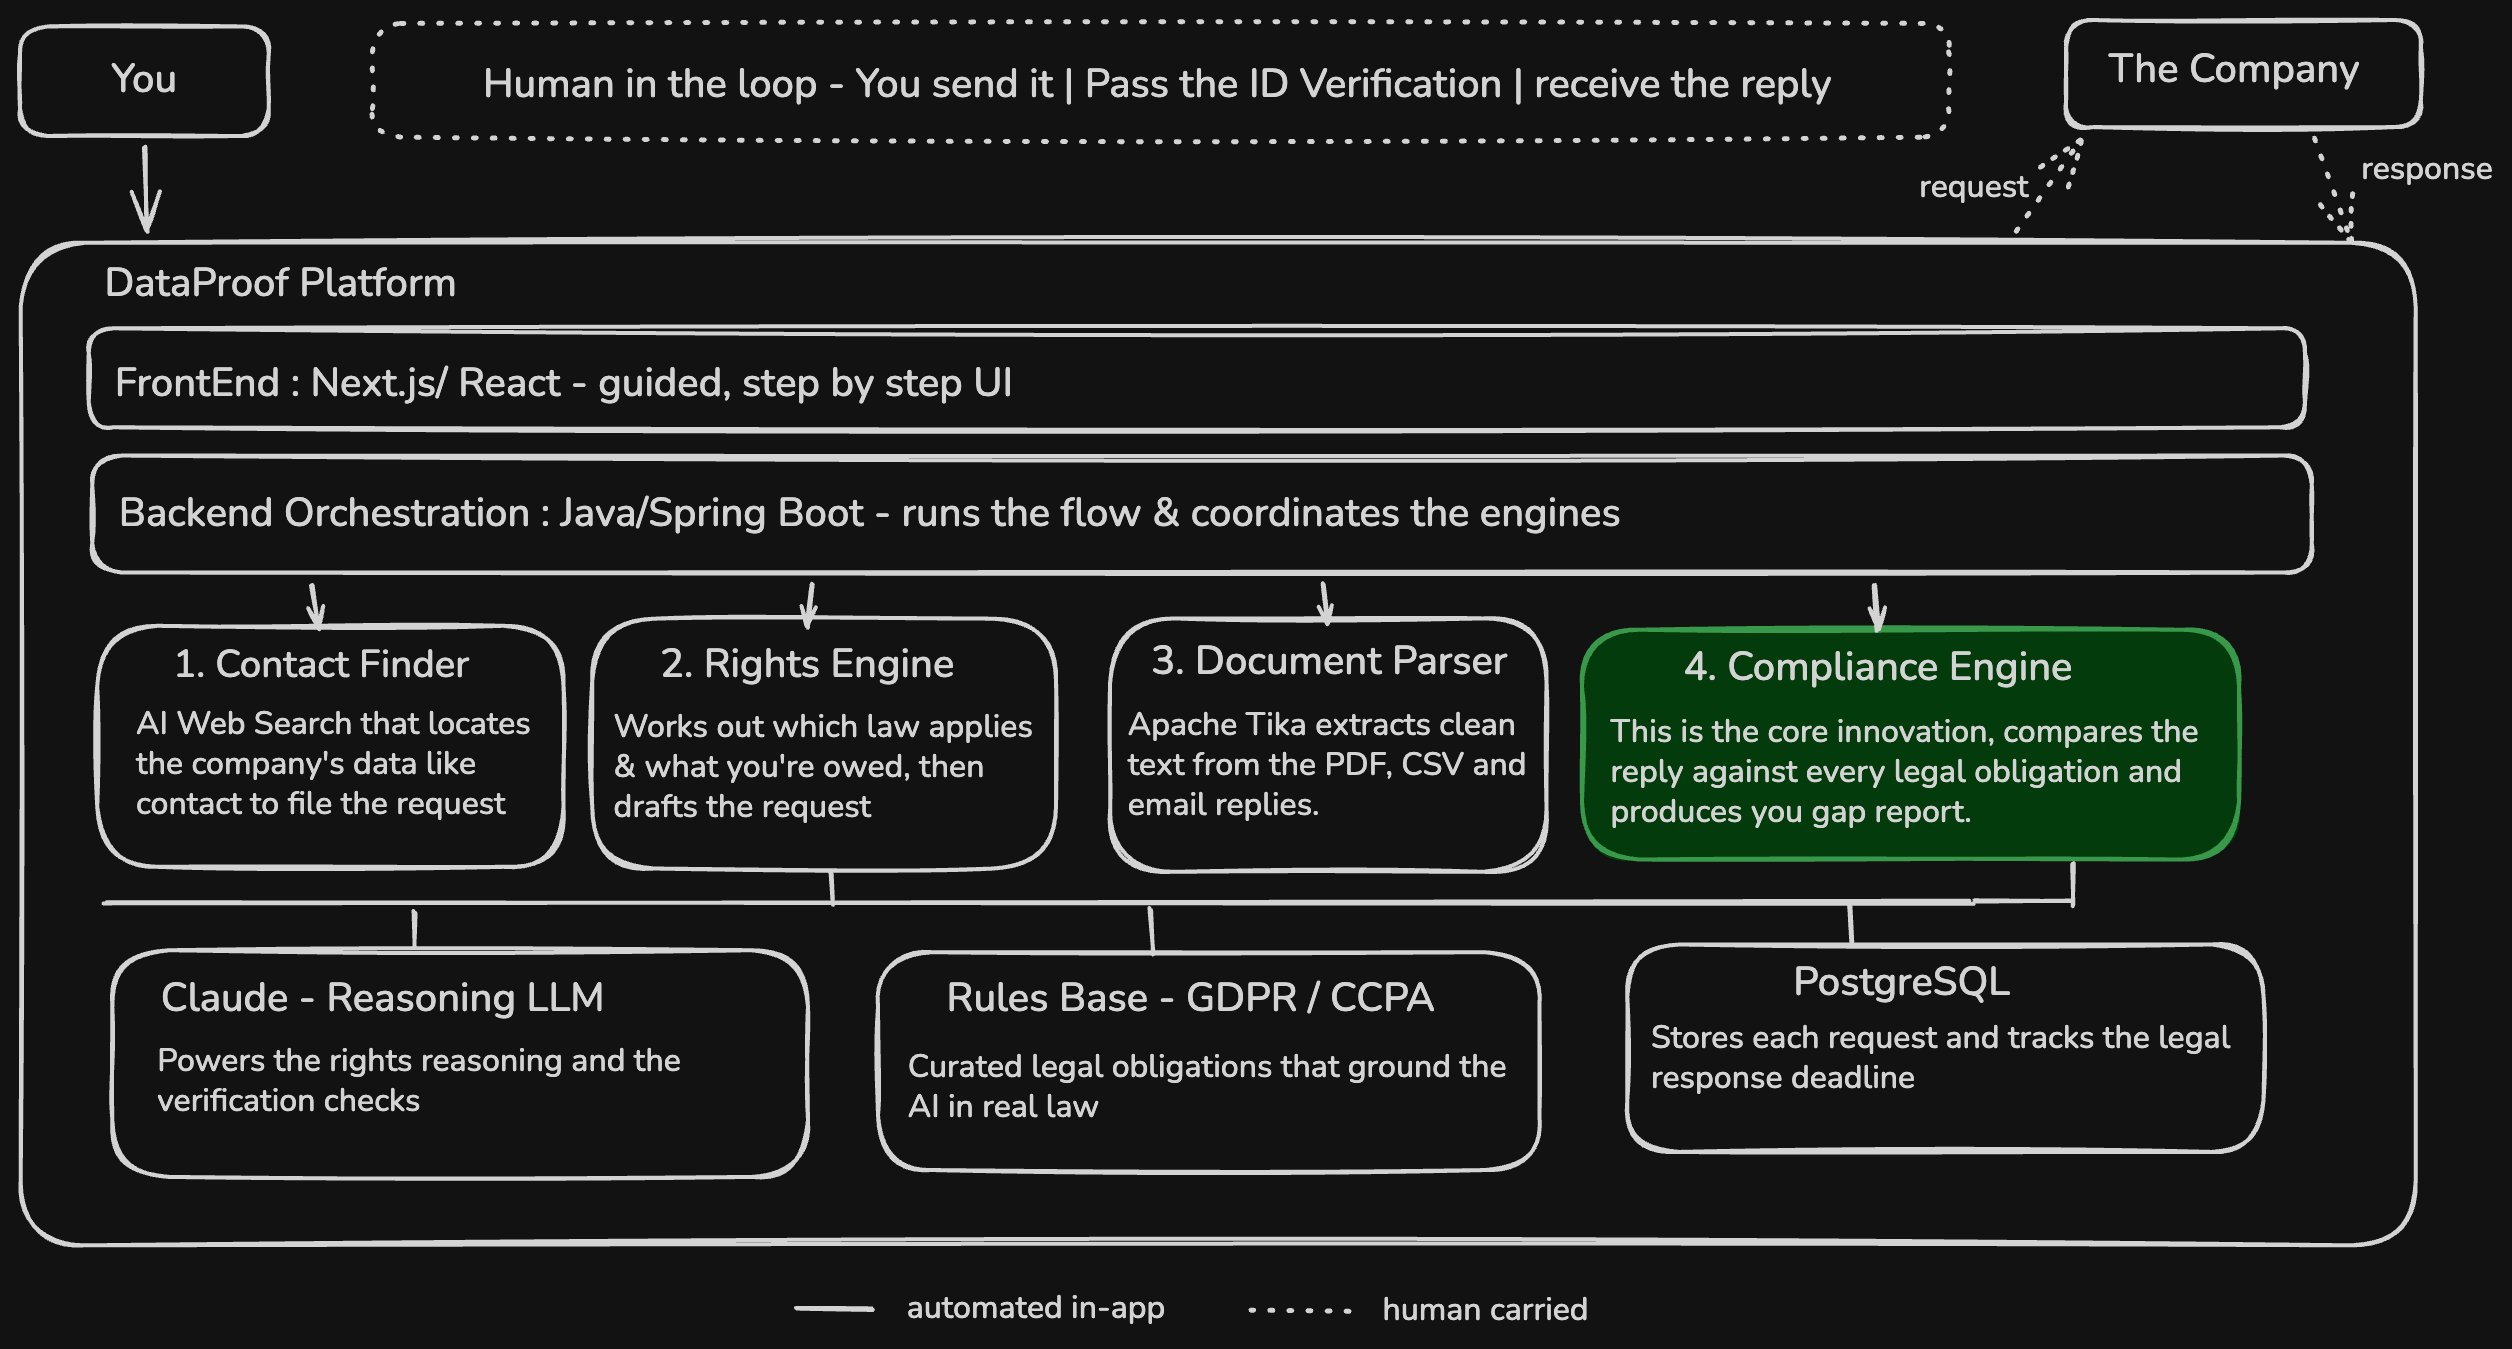 You
Human in the loop - You send it | Pass the ID Verification | receive the reply
The Company
request
response
DataProof Platform
FrontEnd : Next.js/ React - guided, step by step UI
Backend Orchestration : Java/Spring Boot - runs the flow & coordinates the engines
1. Contact Finder
AI Web Search that locates
the company's data like
contact to file the request
2. Rights Engine
Works out which law applies
& what you're owed, then
drafts the request
3. Document Parser
Apache Tika extracts clean
text from the PDF, CSV and
email replies.
4. Compliance Engine
This is the core innovation, compares the
reply against every legal obligation and
produces you gap report.
Claude - Reasoning LLM
Powers the rights reasoning and the
verification checks
Rules Base - GDPR / CCPA
Curated legal obligations that ground the
AI in real law
PostgreSQL
Stores each request and tracks the legal
response deadline
automated in-app
human carried